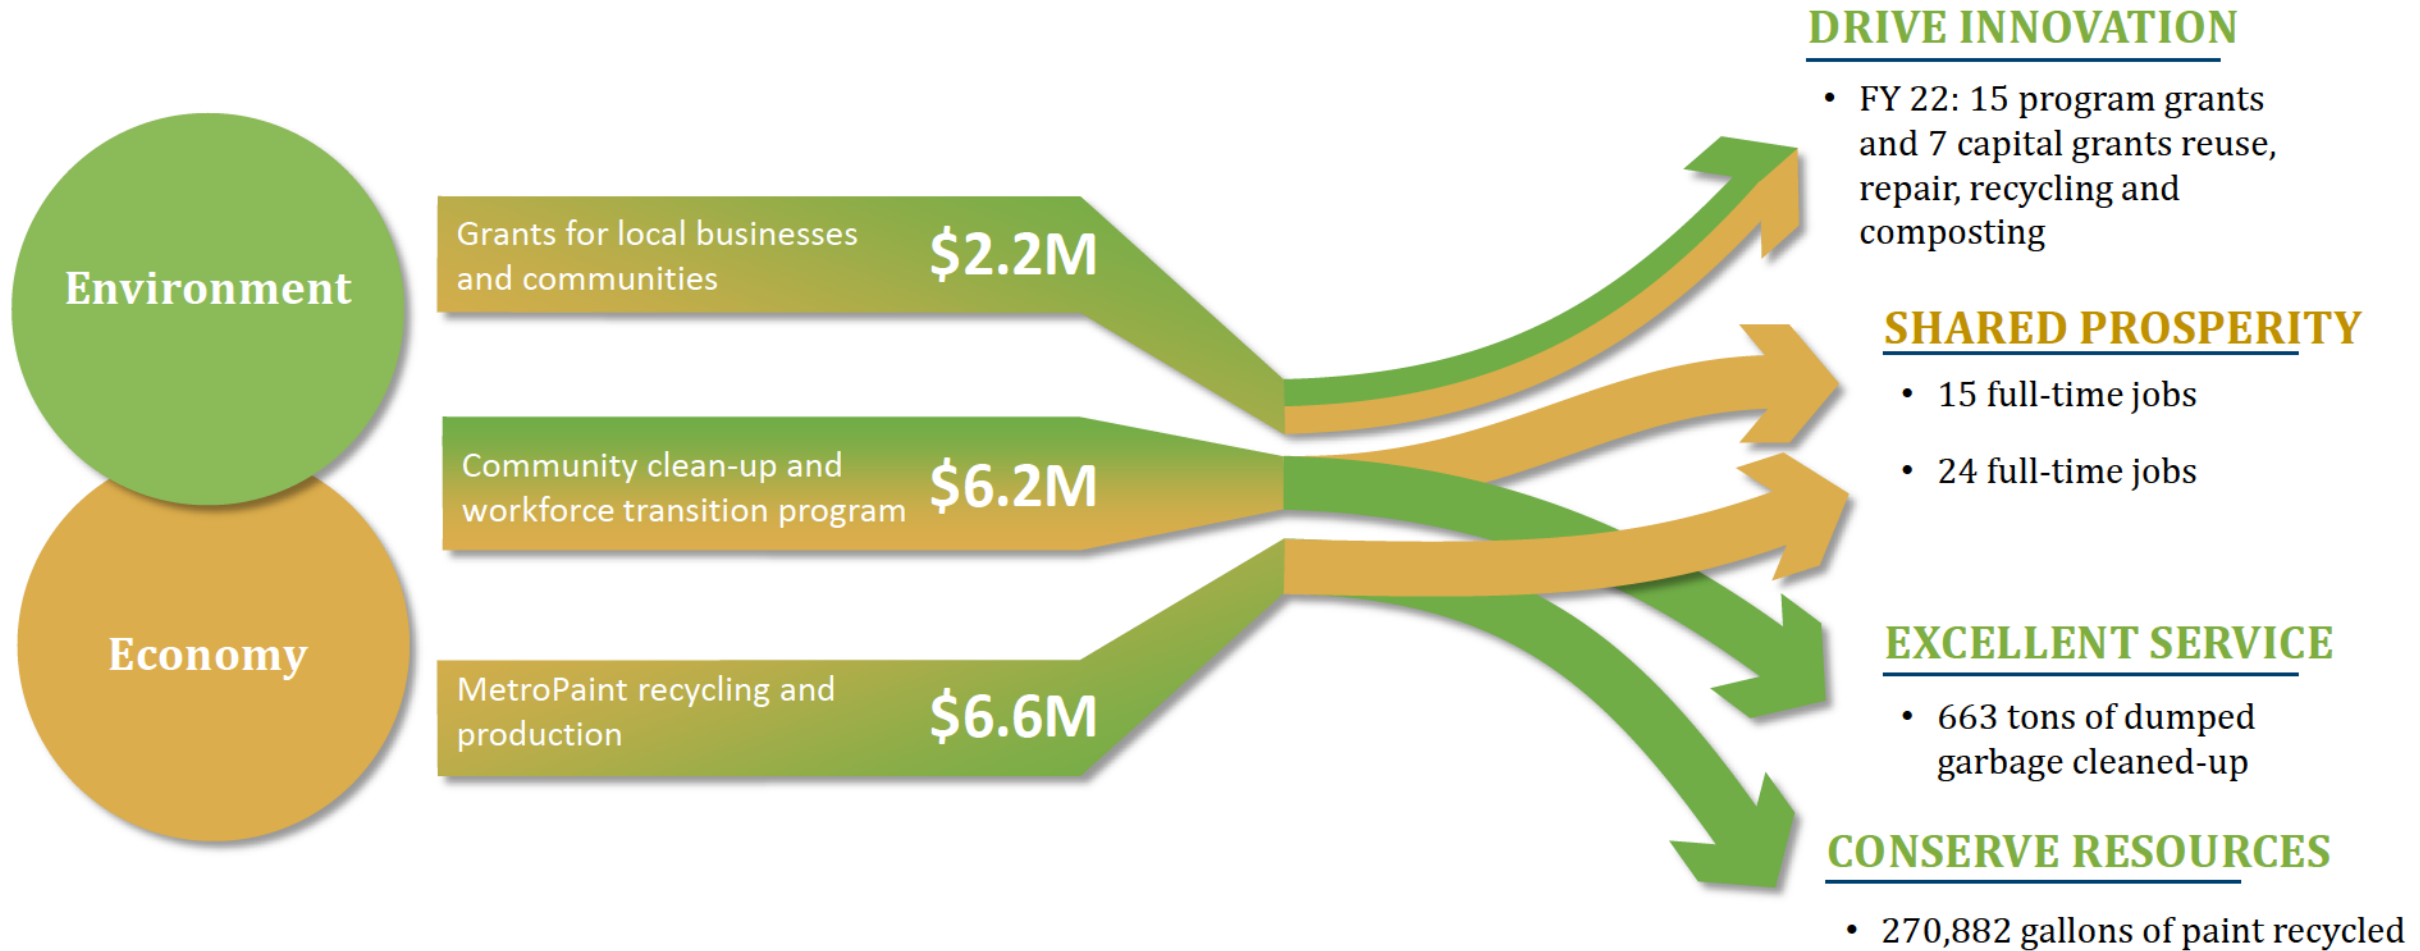 Environment
Economy
Grants for local businesses
and communities
$2.2M
Community clean-up and
workforce transition program
$6.2M
MetroPaint recycling and
production
$6.6M
DRIVE INNOVATION
• FY 22: 15 program grants
and 7 capital grants reuse,
repair, recycling and
composting
SHARED PROSPERITY
• 15 full-time jobs
• 24 full-time jobs
EXCELLENT SERVICE
• 663 tons of dumped
garbage cleaned-up
CONSERVE RESOURCES
• 270,882 gallons of paint recycled